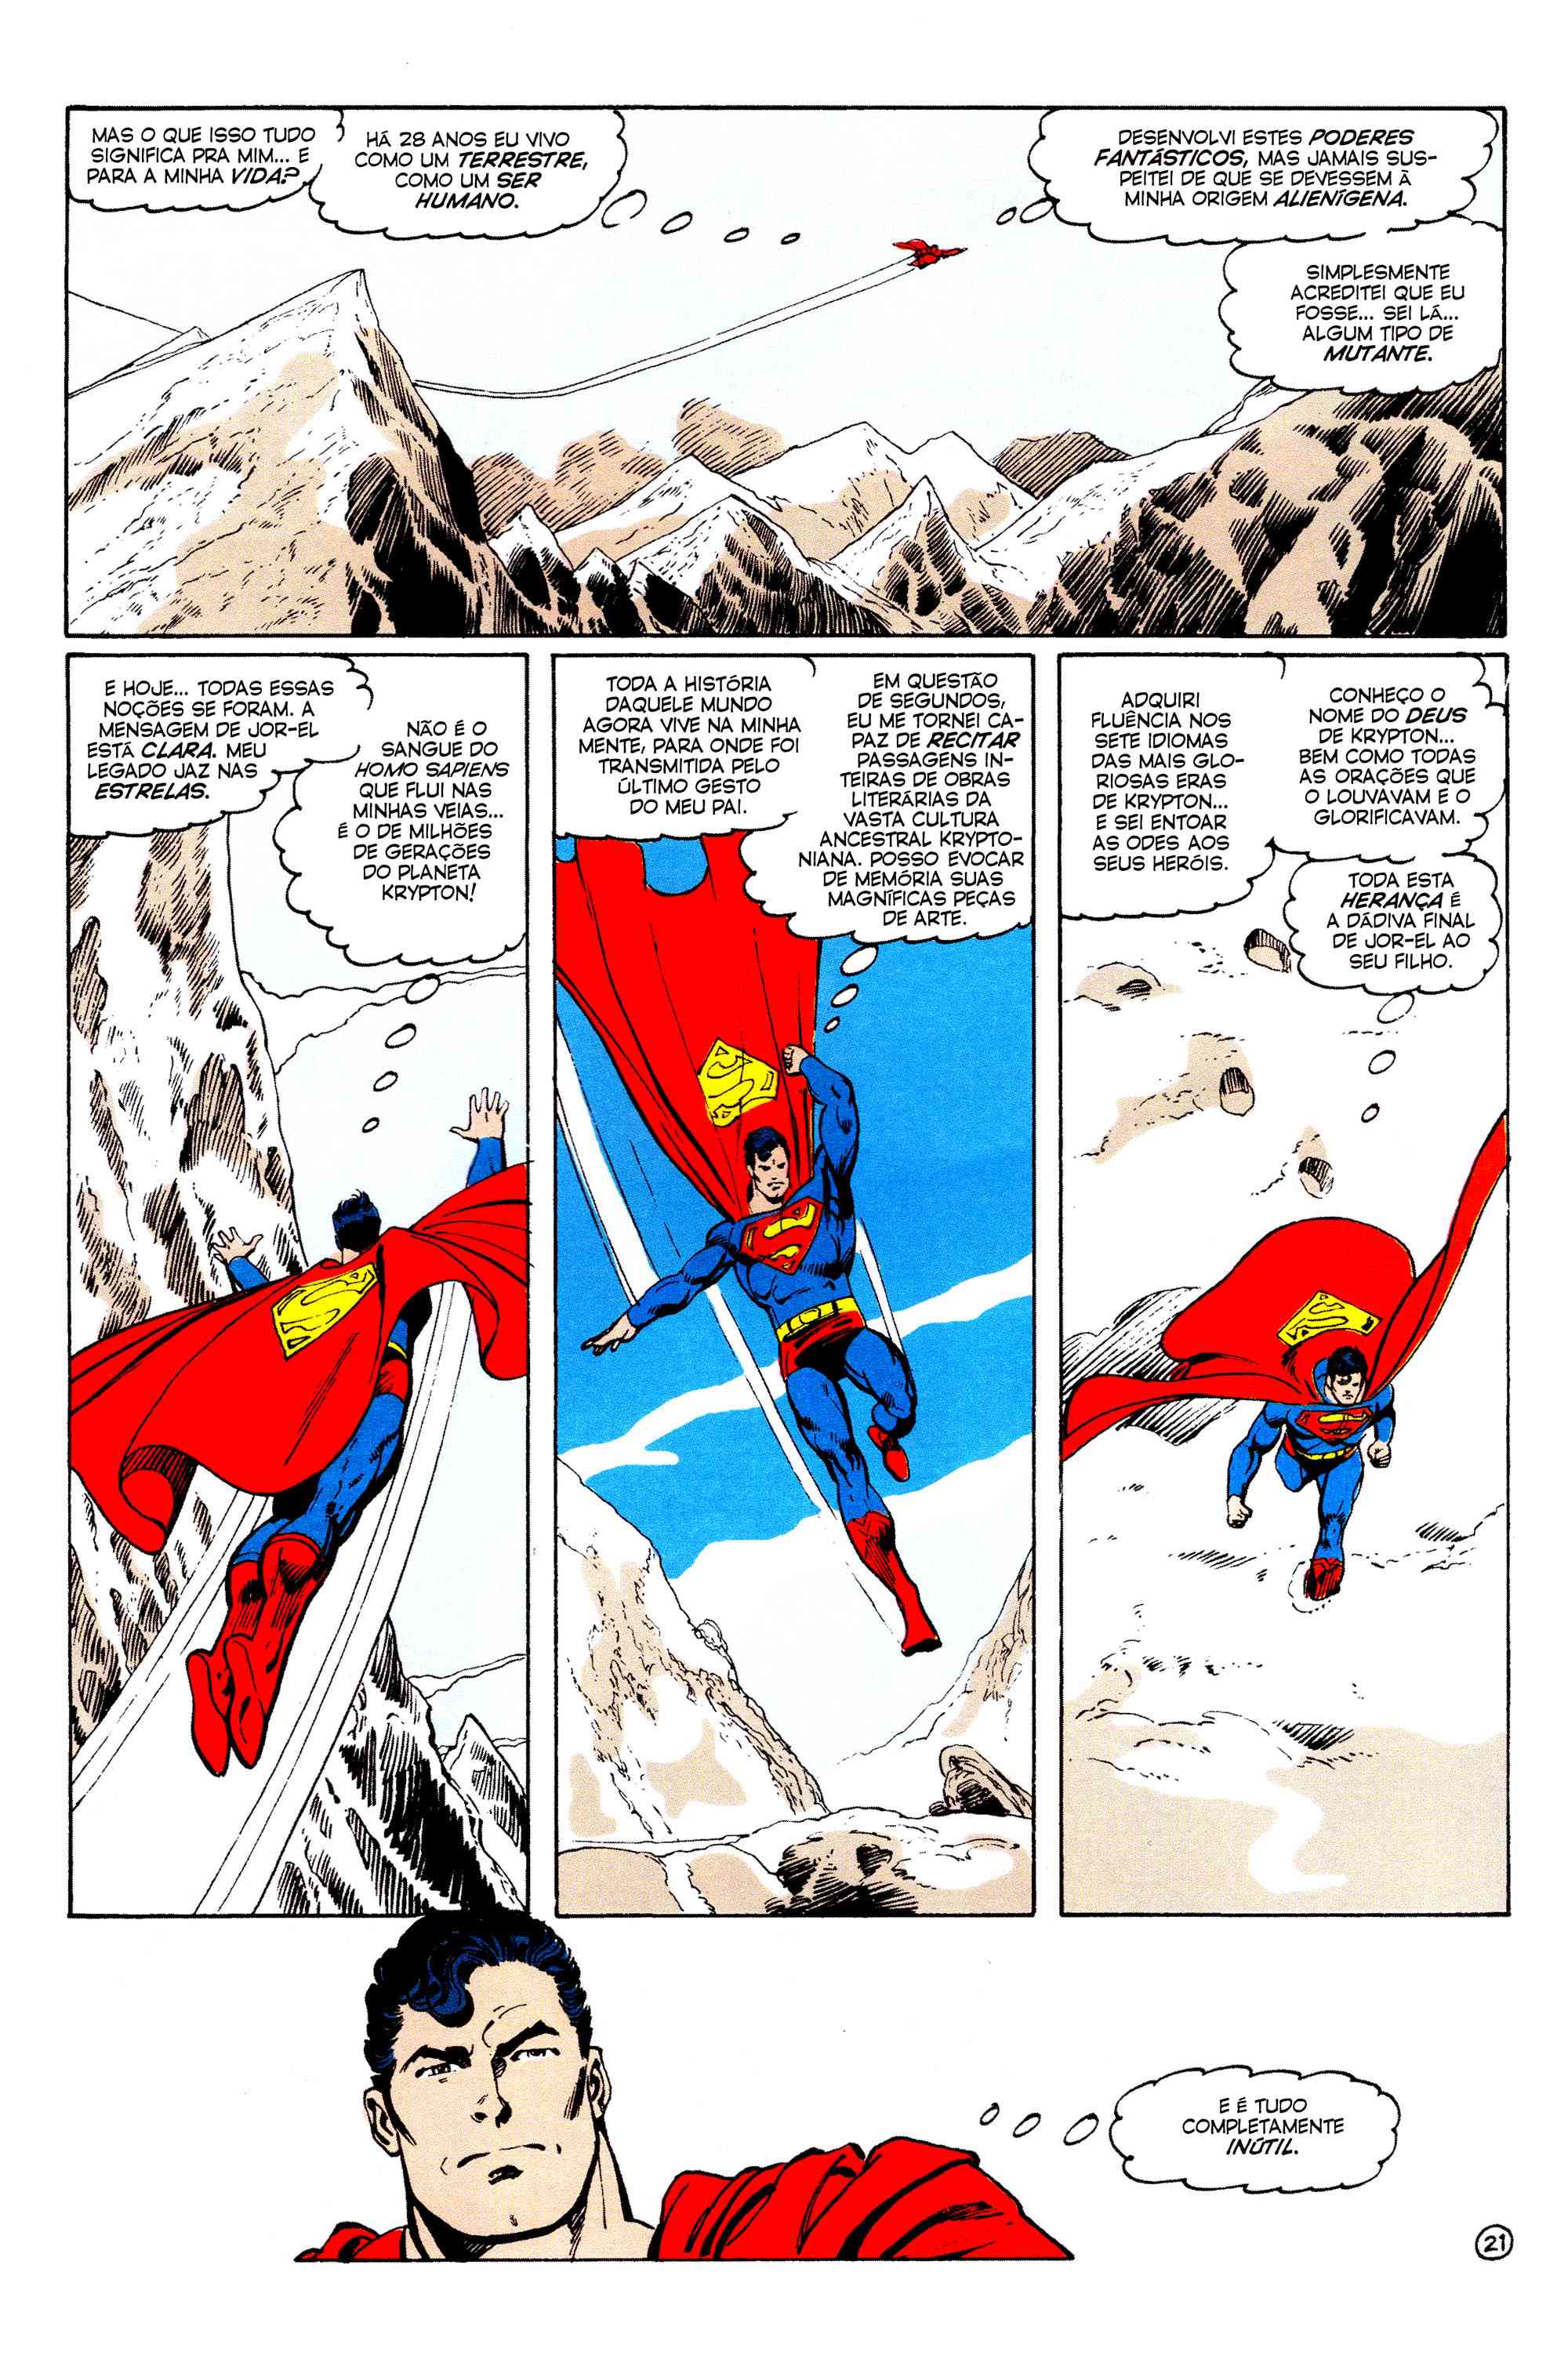 MAS O QUE ISSO TUDO
SIGNIFICA PRA MIM... E
PARA A MINHA VIDA?
HÁ 28 ANOS EU VIVO
COMO UM TERRESTRE,
COMO UM SER
HUMANO.
DESENVOLVI ESTES PODERES
FANTÁSTICOS, MAS JAMAIS SUS-
PEITEI DE QUE SE DEVESSEM À
MINHA ORIGEM ALIENÍGENA.
SIMPLESMENTE
ACREDITEI QUE EU
FOSSE... SEI LÁ...
ALGUM TIPO DE
MUTANTE.
E HOJE... TODAS ESSAS
NOÇÕES SE FORAM. A
MENSAGEM DE JOR-EL
ESTÁ CLARA. MEU
LEGADO JAZ NAS
ESTRELAS.
NÃO É O
SANGUE DO
HOMO SAPIENS
QUE FLUI NAS
MINHAS VEIAS...
É O DE MILHÕES
DE GERAÇÕES
DO PLANETA
KRYPTON!
TODA A HISTÓRIA
DAQUELE MUNDO
AGORA VIVE NA MINHA
MENTE, PARA ONDE FOI
TRANSMITIDA PELO
ÚLTIMO GESTO
DO MEU PAI.
EM QUESTÃO
DE SEGUNDOS,
EU ME TORNEI CA-
PAZ DE RECITAR
PASSAGENS IN-
TEIRAS DE OBRAS
LITERÁRIAS DA
VASTA CULTURA
ANCESTRAL KRYPTO-
NIANA. POSSO EVOCAR
DE MEMÓRIA SUAS
MAGNÍFICAS PEÇAS
DE ARTE.
ADQUIRI
FLUÊNCIA NOS
SETE IDIOMAS
DAS MAIS GLO-
RIOSAS ERAS
DE KRYPTON...
E SEI ENTOAR
AS ODES AOS
SEUS HERÓIS.
CONHEÇO O
NOME DO DEUS
DE KRYPTON...
BEM COMO TODAS
AS ORAÇÕES QUE
O LOUVAVAM E O
GLORIFICAVAM.
TODA ESTA
HERANÇA É
A DÁDIVA FINAL
DE JOR-EL AO
SEU FILHO.
E É TUDO
COMPLETAMENTE
INÚTIL.
21